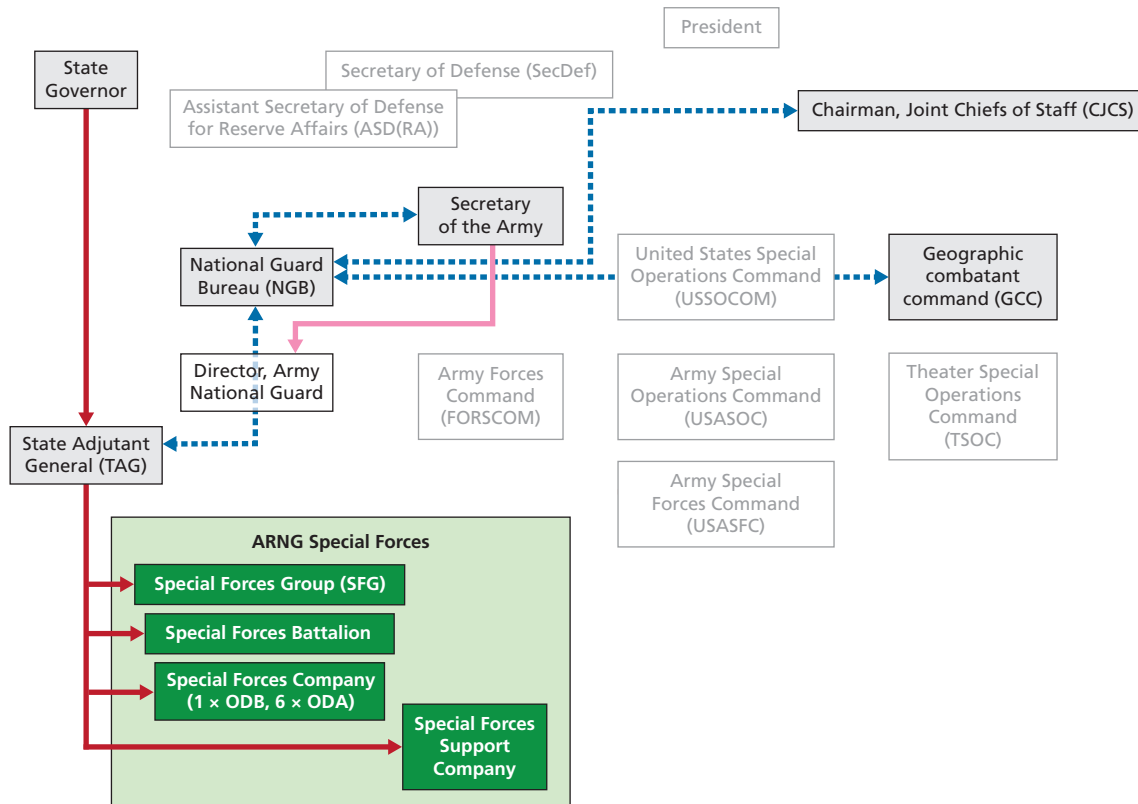 President
State
Governor
Secretary of Defense (SecDef)
Assistant Secretary of Defense
for Reserve Affairs (ASD(RA))
Chairman, Joint Chiefs of Staff (CJCS)
Secretary
of the Army
National Guard
Bureau (NGB)
United States Special
Operations Command
(USSOCOM)
Geographic
combatant
command (GCC)
Director, Army
National Guard
Army Forces
Command
(FORSCOM)
Army Special
Operations Command
(USASOC)
Theater Special
Operations
Command
(TSOC)
State Adjutant
General (TAG)
Army Special
Forces Command
(USASFC)
ARNG Special Forces
Special Forces Group (SFG)
Special Forces Battalion
Special Forces Company
(1 × ODB, 6 × ODA)
Special Forces
Support
Company